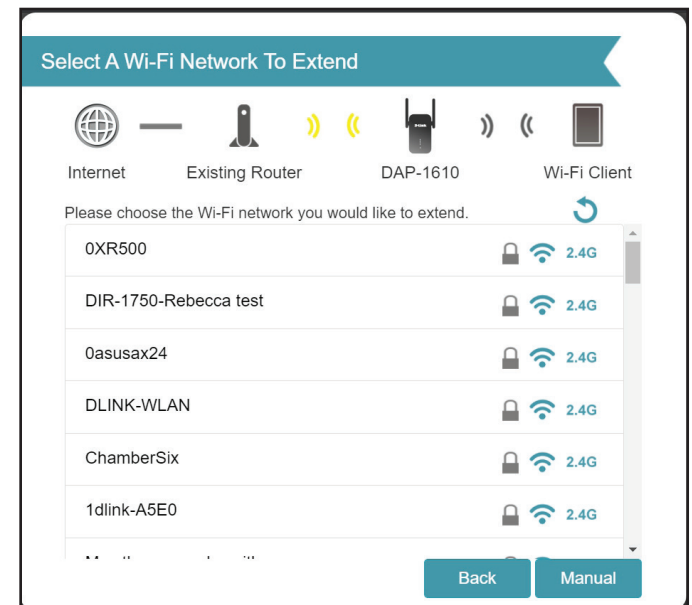 Select A Wi-Fi Network To Extend
Internet Existing Router DAP-1610 Wi-Fi Client
Please choose the Wi-Fi network you would like to extend.
0XR500 2.4G
DIR-1750-Rebecca test 2.4G
0asusax24 2.4G
DLINK-WLAN 2.4G
ChamberSix 2.4G
1dlink-A5E0 2.4G
Back Manual